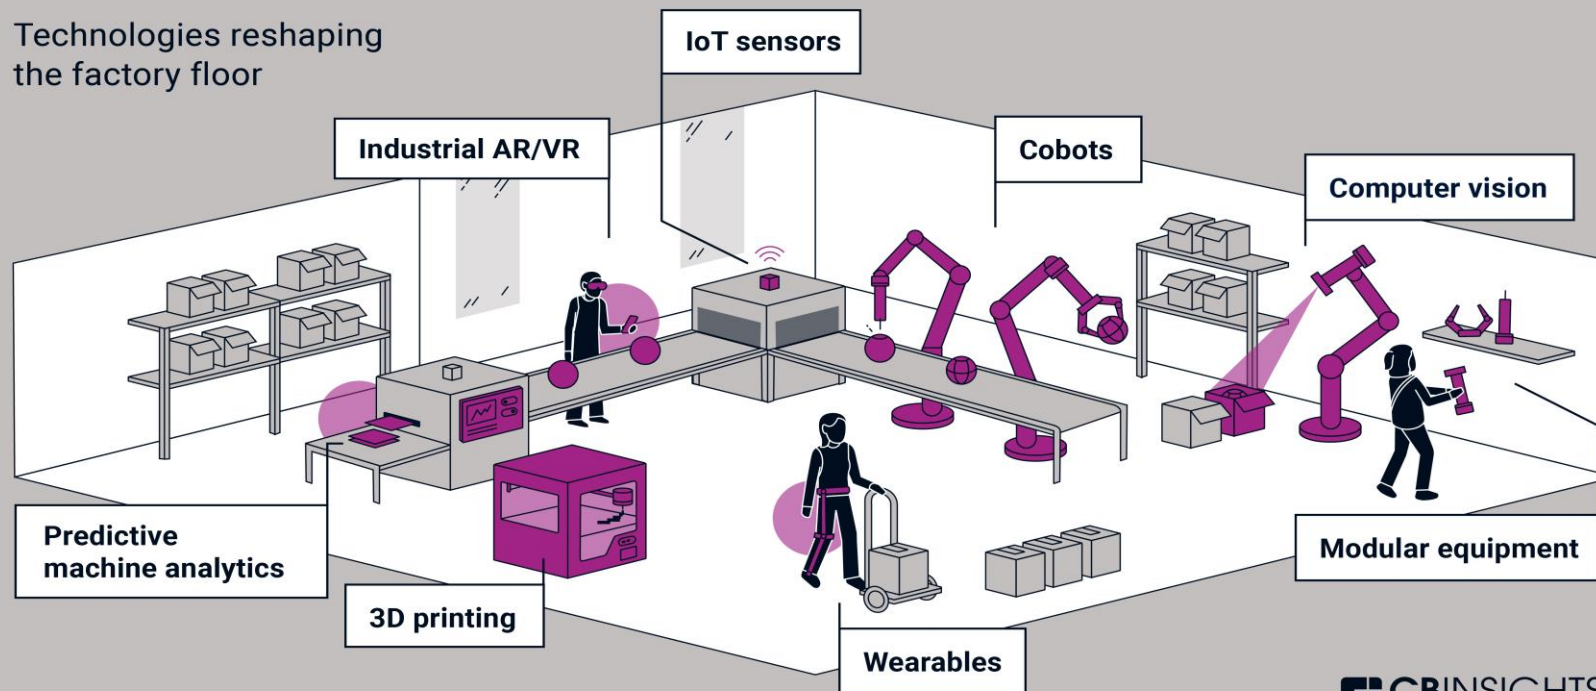 Technologies reshaping
the factory floor
IoT sensors
Industrial AR/VR
Cobots
Computer vision
Predictive
machine analytics
3D printing
Wearables
Modular equipment
CBINSIGHTS